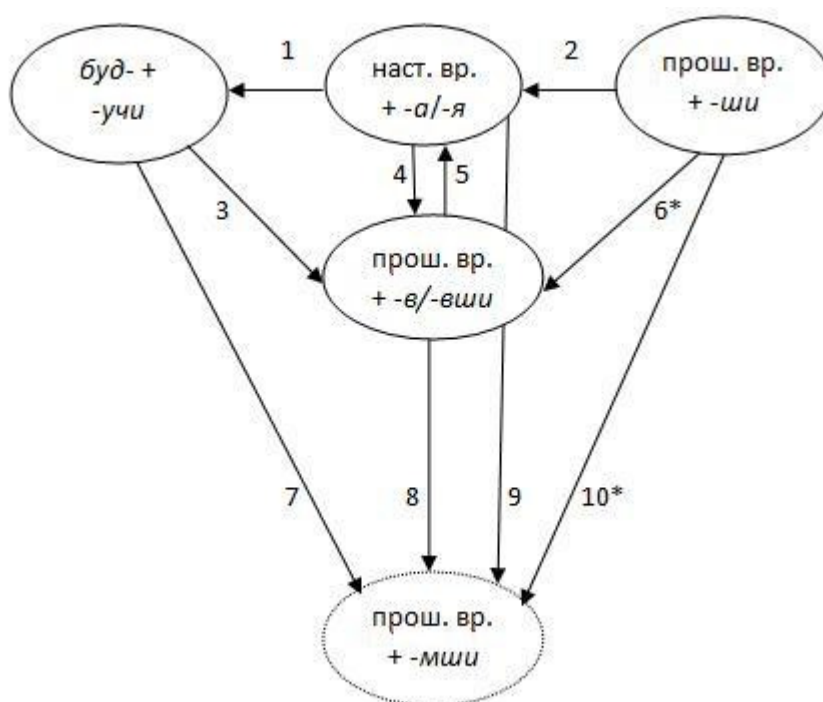 буд- +
-учи
1
наст. вр.
+ -а/-я
2
прош. вр.
+ -ши
3
4
5
6*
прош. вр.
+ -в/-вши
7
8
9
10*
прош. вр.
+ -мши